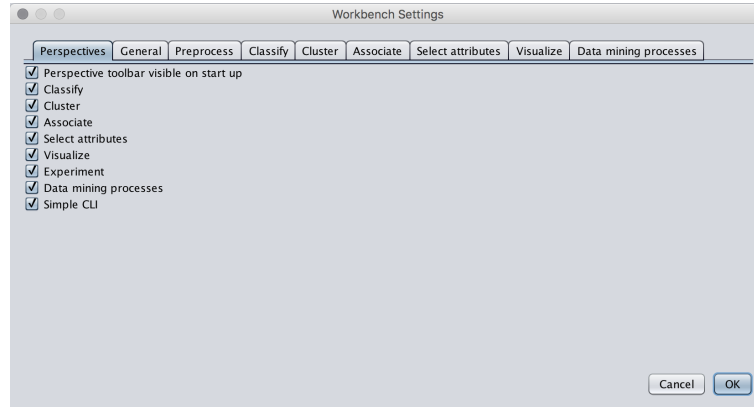 Workbench Settings
Perspectives General Preprocess Classify Cluster Associate Select attributes Visualize Data mining processes
Perspective toolbar visible on start up
Classify
Cluster
Associate
Select attributes
Visualize
Experiment
Data mining processes
Simple CLI
Cancel OK